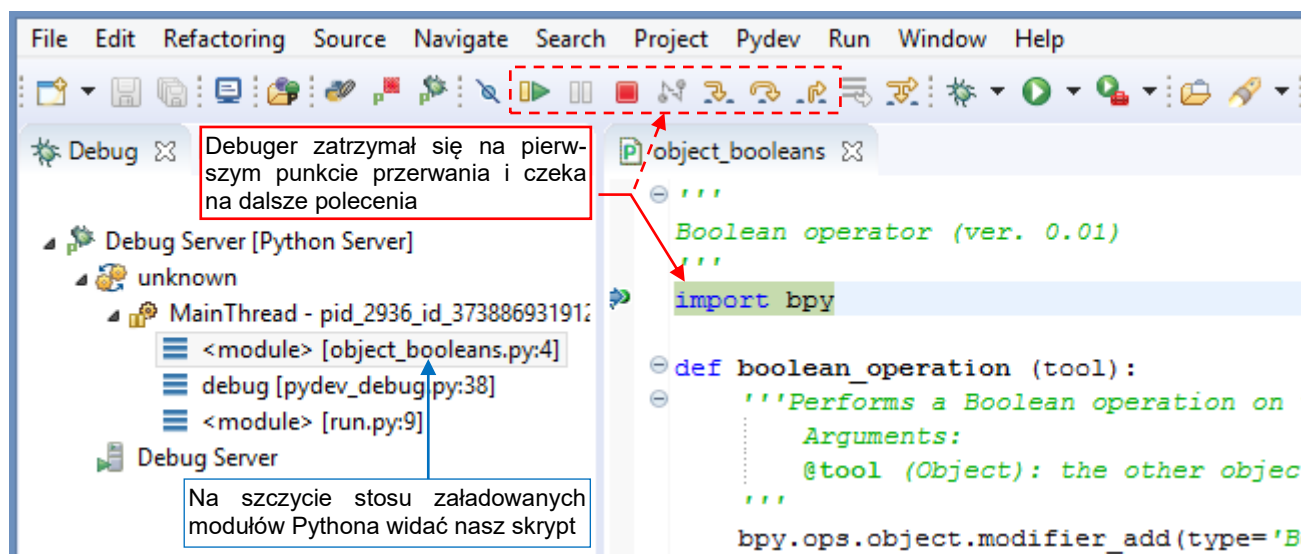 File Edit Refactoring Source Navigate Search Project Pydev Run Window Help
Debug
Debuger zatrzymał się na pierw-
szym punkcie przerwania i czeka
na dalsze polecenia
Debug Server [Python Server]
unknown
MainThread - pid_2936_id_373886931912
<module> [object_booleans.py:4]
debug [pydev_debug.py:38]
<module> [run.py:9]
Debug Server
Na szczycie stosu załadowanych
modułów Pythona widać nasz skrypt
object_booleans
'''
Boolean operator (ver. 0.01)
'''
import bpy
def boolean_operation (tool):
'''Performs a Boolean operation on
Arguments:
@tool (Object): the other objec
'''
bpy.ops.object.modifier_add(type='B